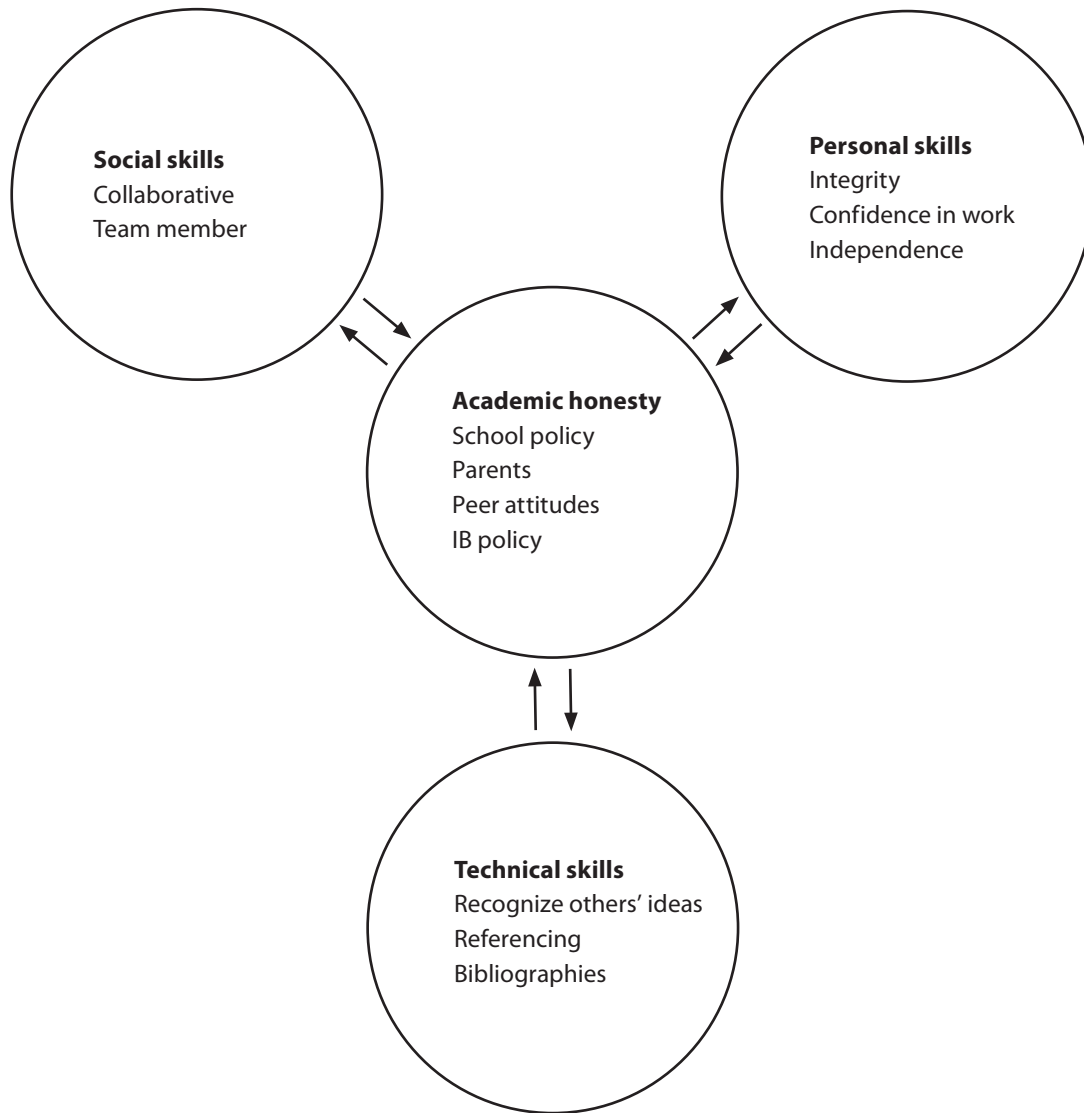 Social skills
Collaborative
Team member
Personal skills
Integrity
Confidence in work
Independence
Academic honesty
School policy
Parents
Peer attitudes
IB policy
Technical skills
Recognize others’ ideas
Referencing
Bibliographies